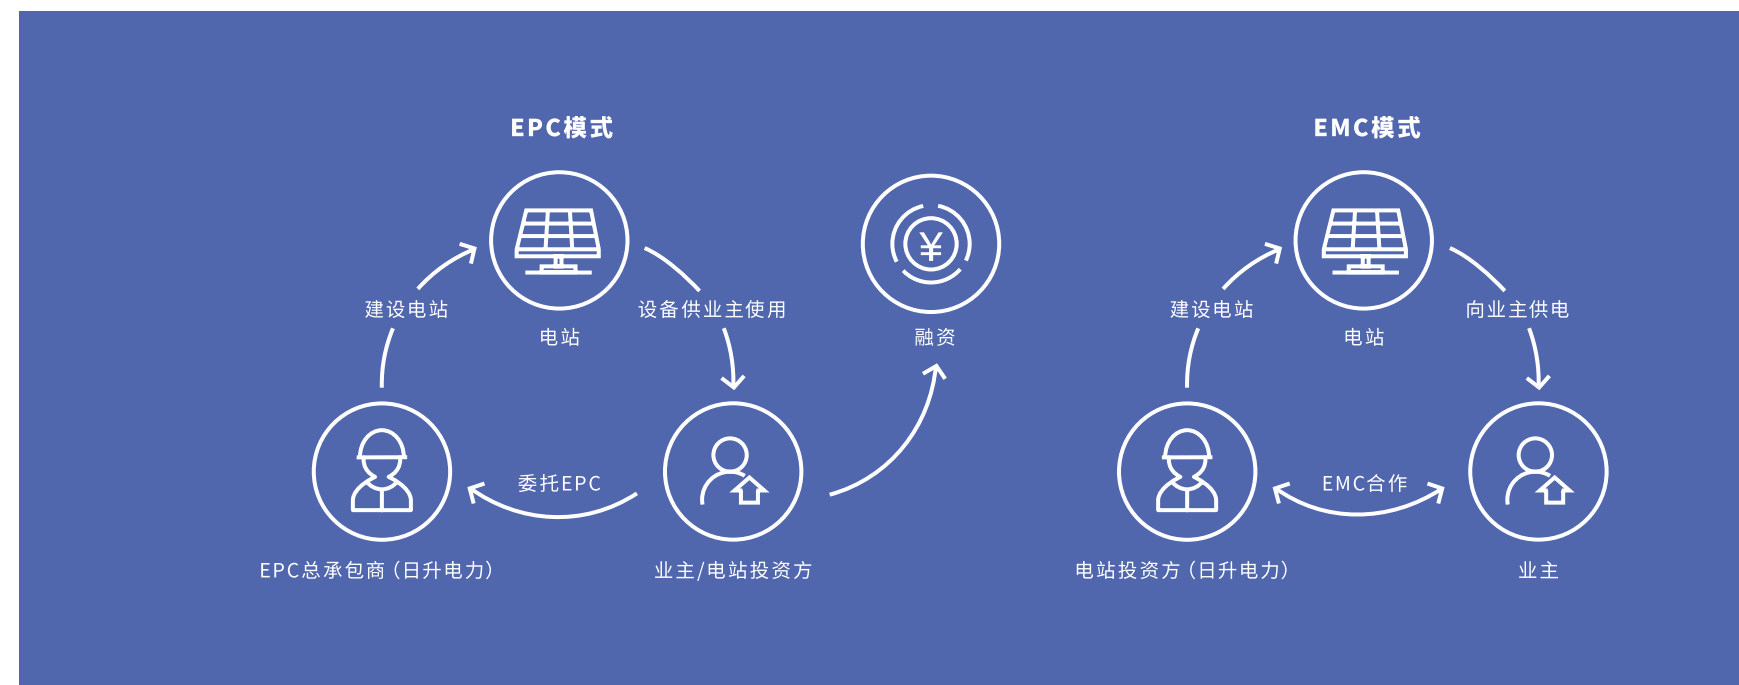 EPC模式
建设电站
设备供业主使用
电站
融资
委托EPC
EPC总承包商（日升电力）
业主/电站投资方
EMC模式
建设电站
向业主供电
电站
EMC合作
电站投资方（日升电力）
业主